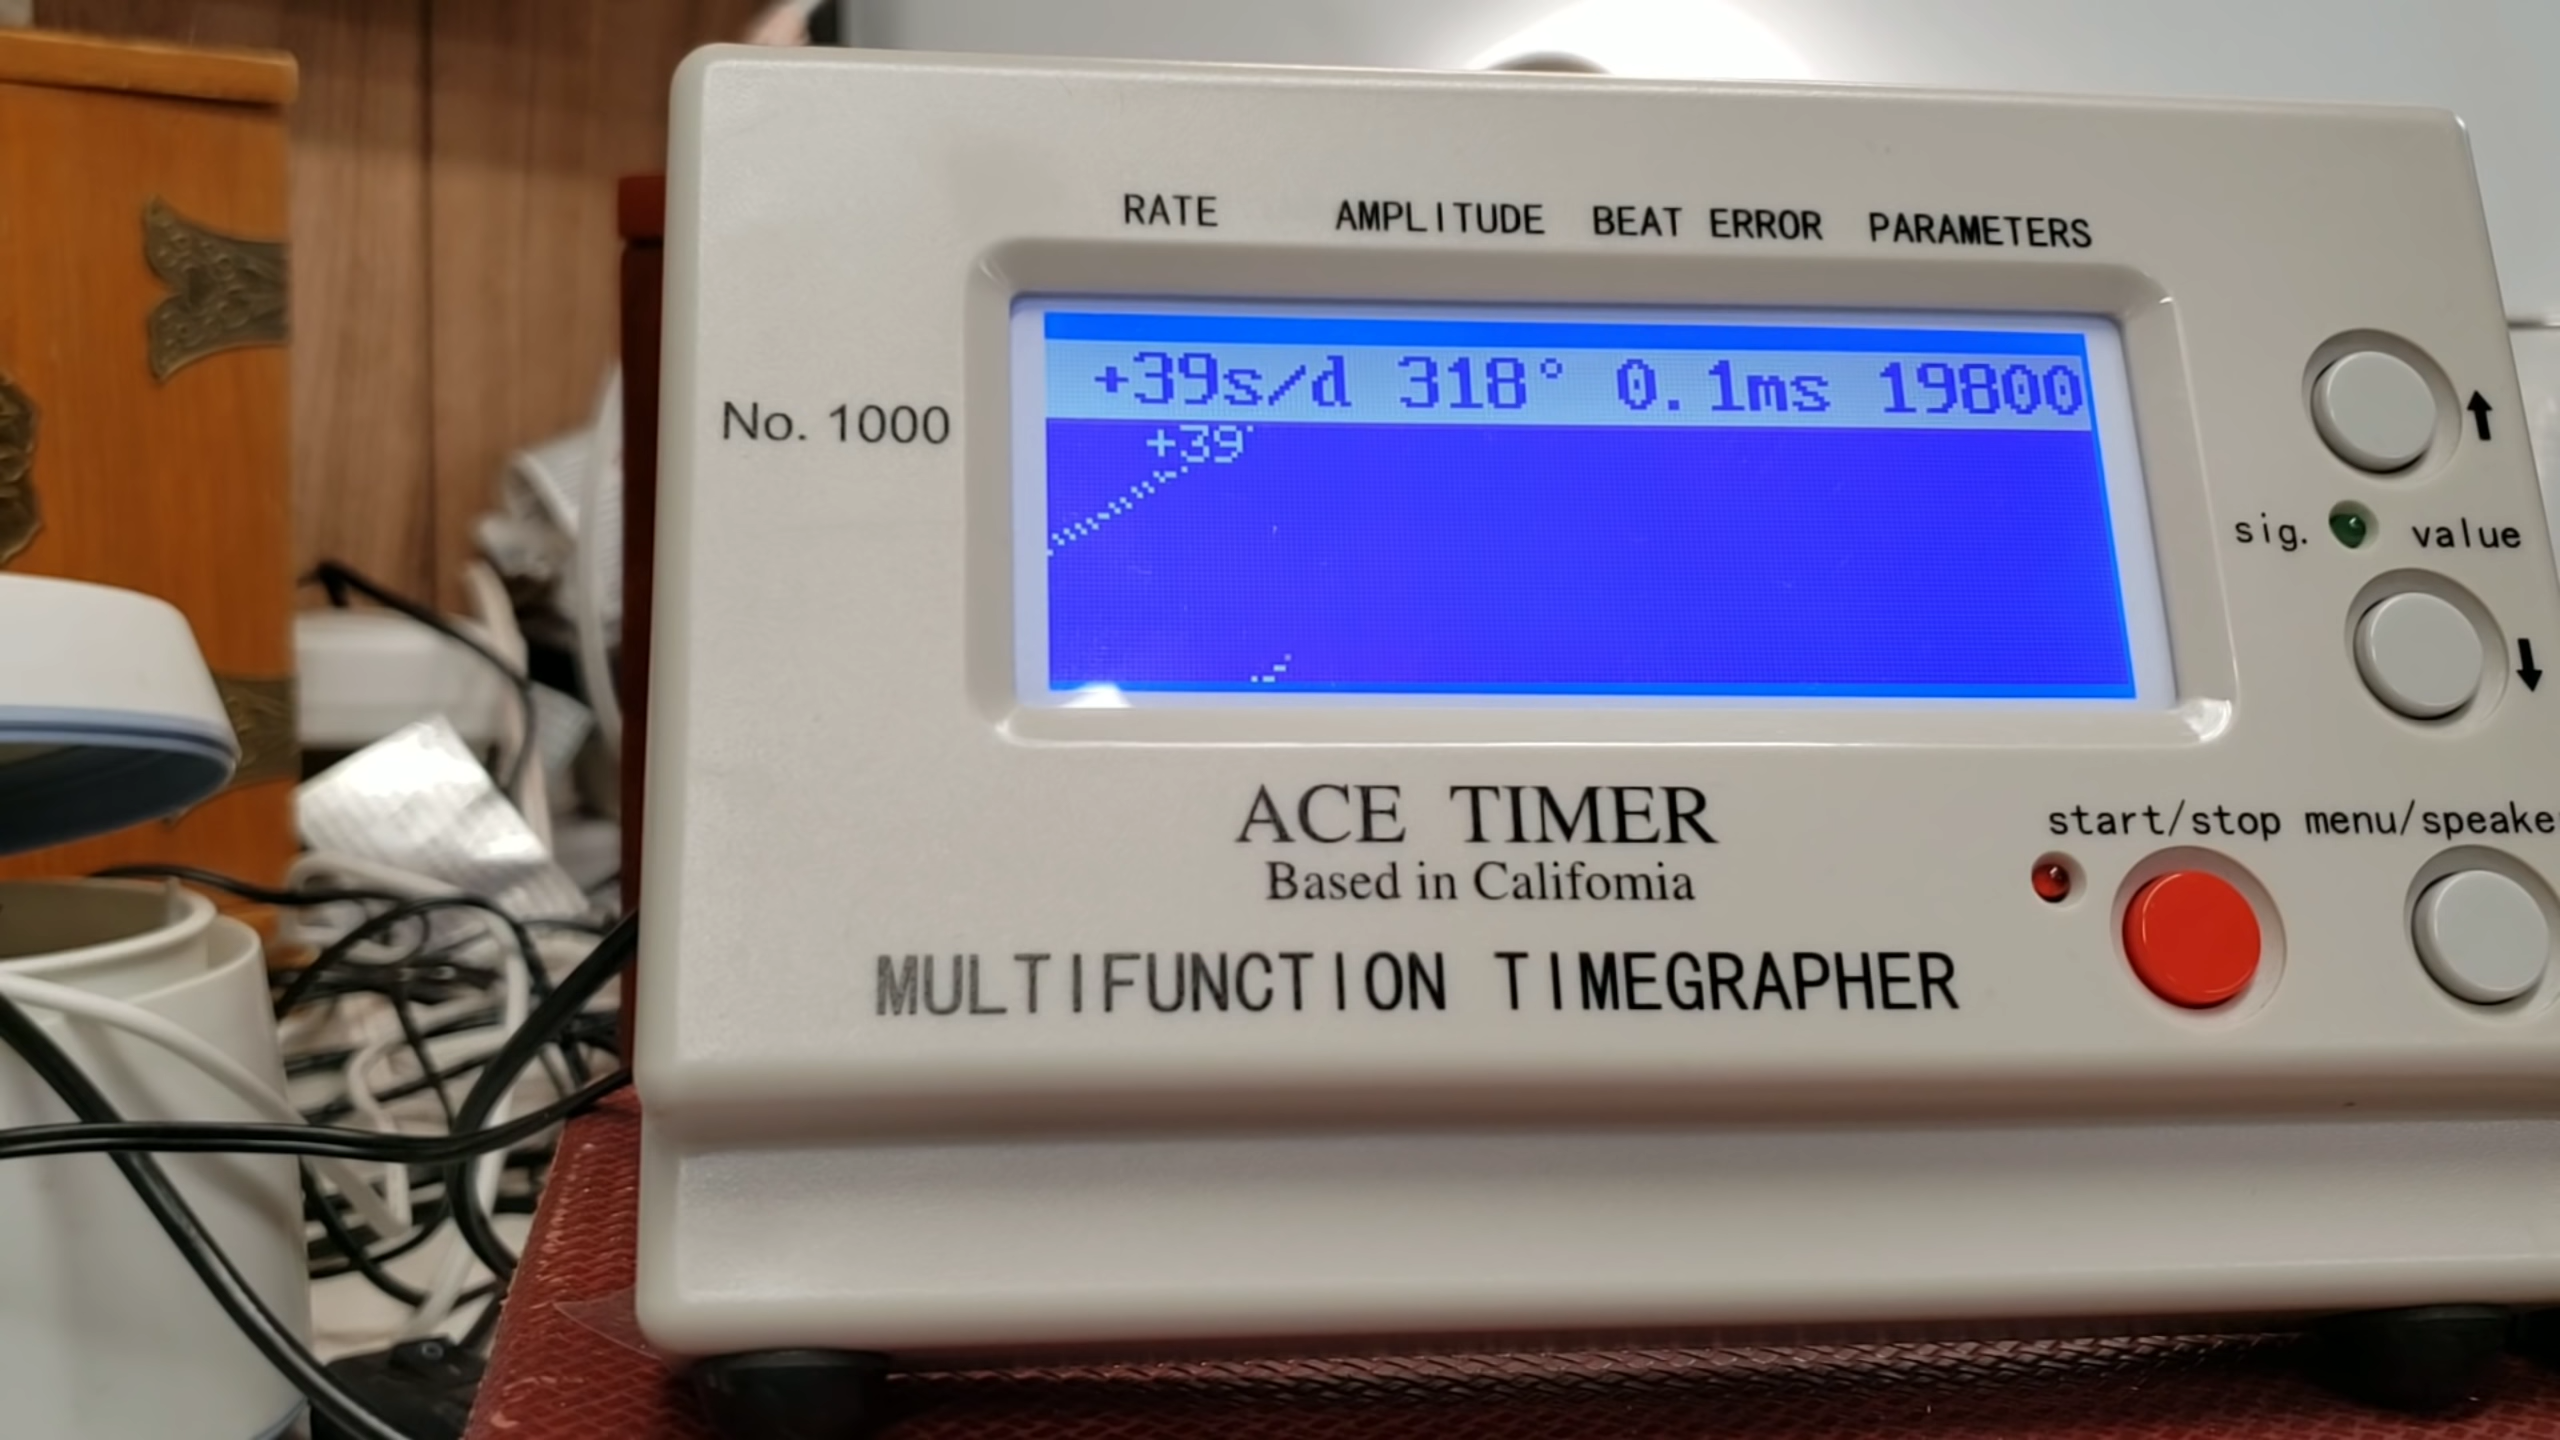 RATE AMPLITUDE BEAT ERROR PARAMETERS
+39s/d 318° 0.1ms 19800
+39
No. 1000
sig. value
ACE TIMER
Based in Califomia
MULTIFUNCTION TIMEGRAPHER
start/stop menu/speake